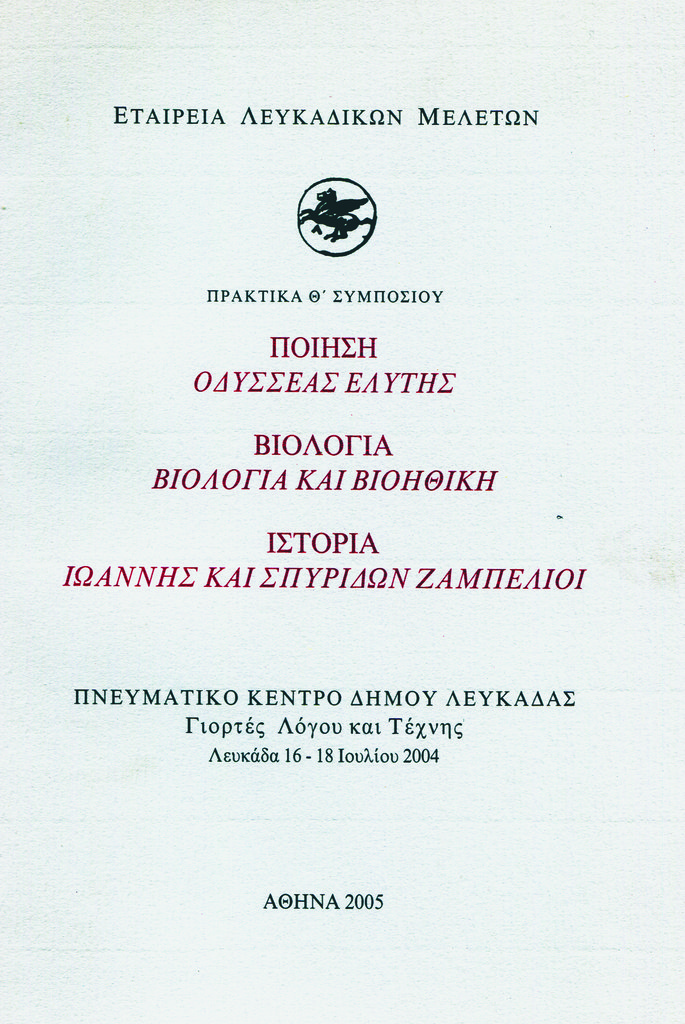 ΕΤΑΙΡΕΙΑ ΛΕΥΚΑΔΙΚΩΝ ΜΕΛΕΤΩΝ
Λ
ΠΡΑΚΤΙΚΑ Θ΄ ΣΥΜΠΟΣΙΟΥ
ΠΟΙΗΣΗ
ΟΔΥΣΣΕΑΣ ΕΛΥΤΗΣ
ΒΙΟΛΟΓΙΑ
ΒΙΟΛΟΓΙΑ ΚΑΙ ΒΙΟΗΘΙΚΗ
ΙΣΤΟΡΙΑ
ΙΩΑΝΝΗΣ ΚΑΙ ΣΠΥΡΙΔΩΝ ΖΑΜΠΕΛΙΟΙ
ΠΝΕΥΜΑΤΙΚΟ ΚΕΝΤΡΟ ΔΗΜΟΥ ΛΕΥΚΑΔΑΣ
Γιορτές Λόγου και Τέχνης
Λευκάδα 16 - 18 Ιουλίου 2004
ΑΘΗΝΑ 2005